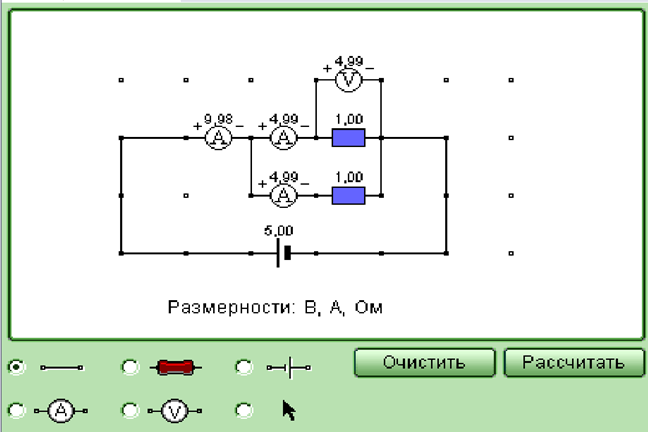 + 4,99 −
V
+ 9,98 − + 4,99 − 1,00
A A
+ 4,99 − 1,00
A
5,00
Размерности: В, А, Ом
Очистить Рассчитать
A V